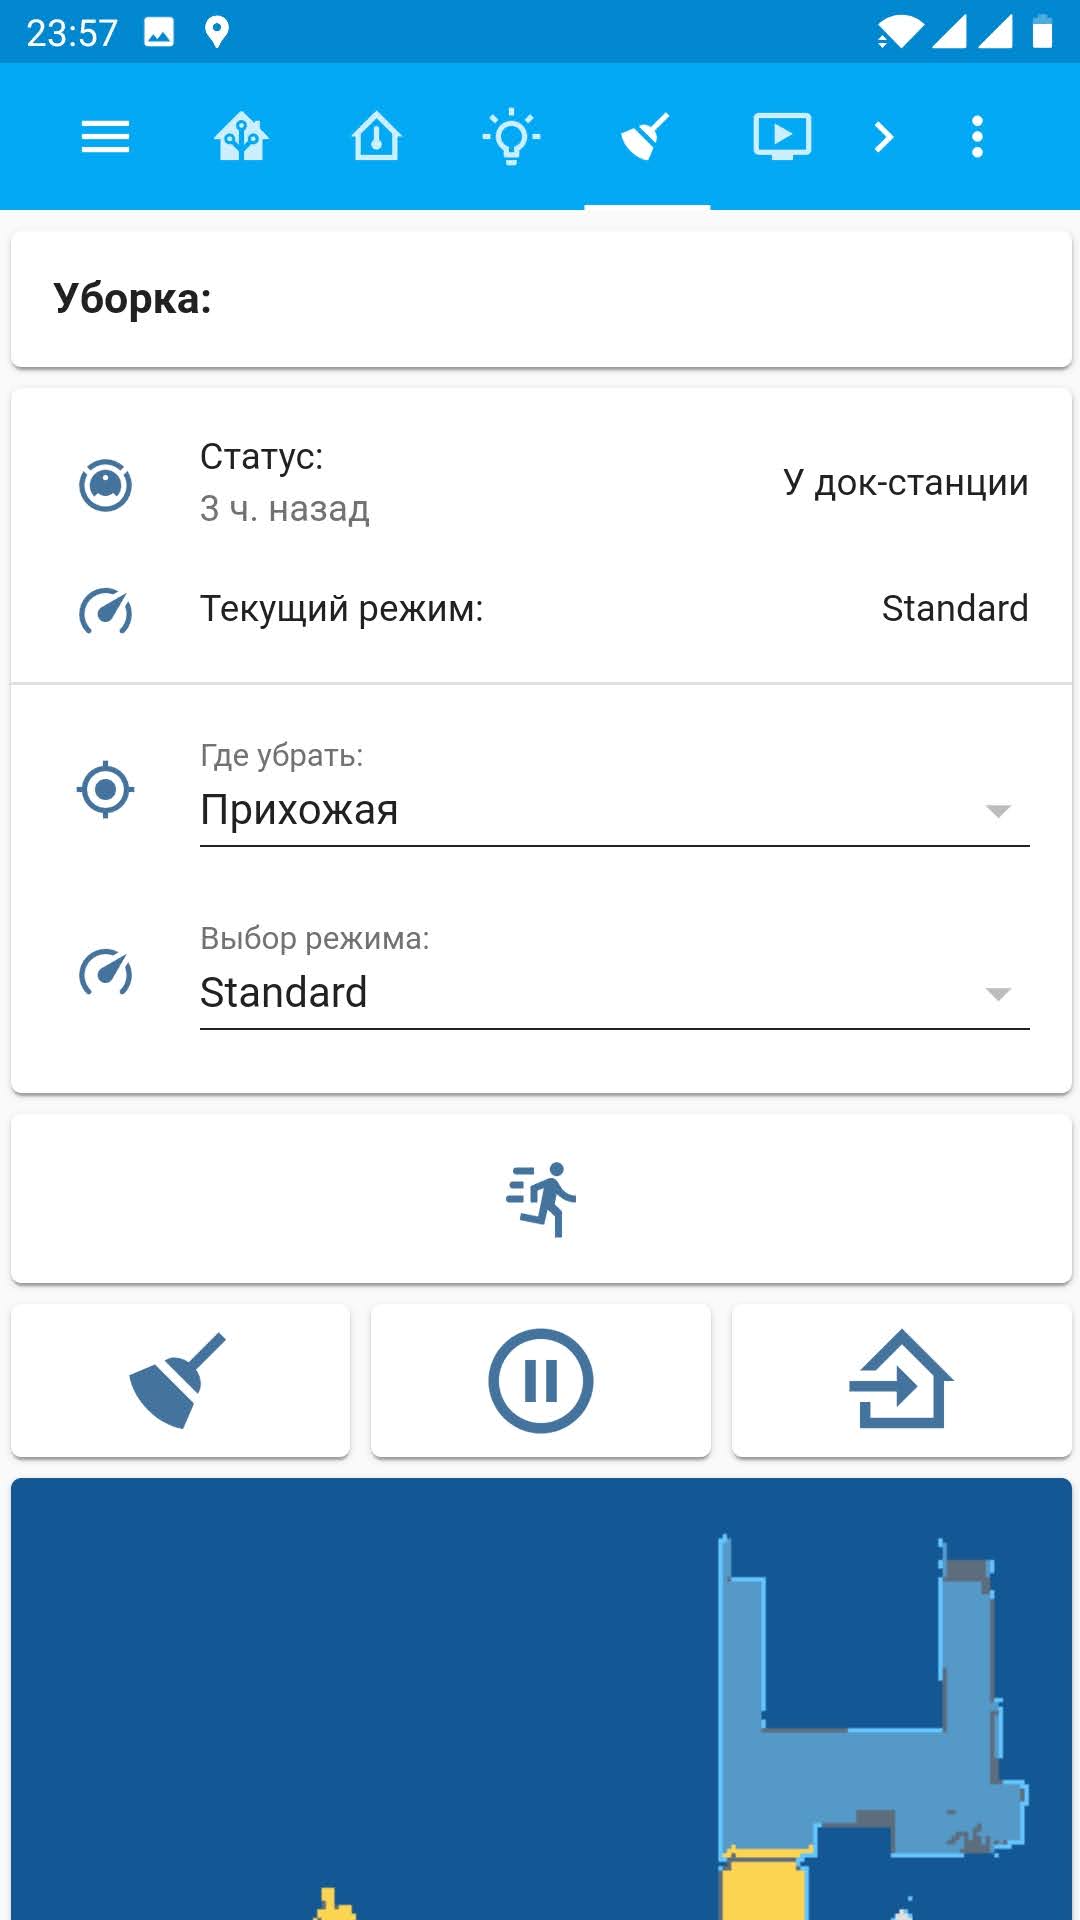 23:57
Уборка:
Статус:
3 ч. назад
У док-станции
Текущий режим:
Standard
Где убрать:
Прихожая
Выбор режима:
Standard